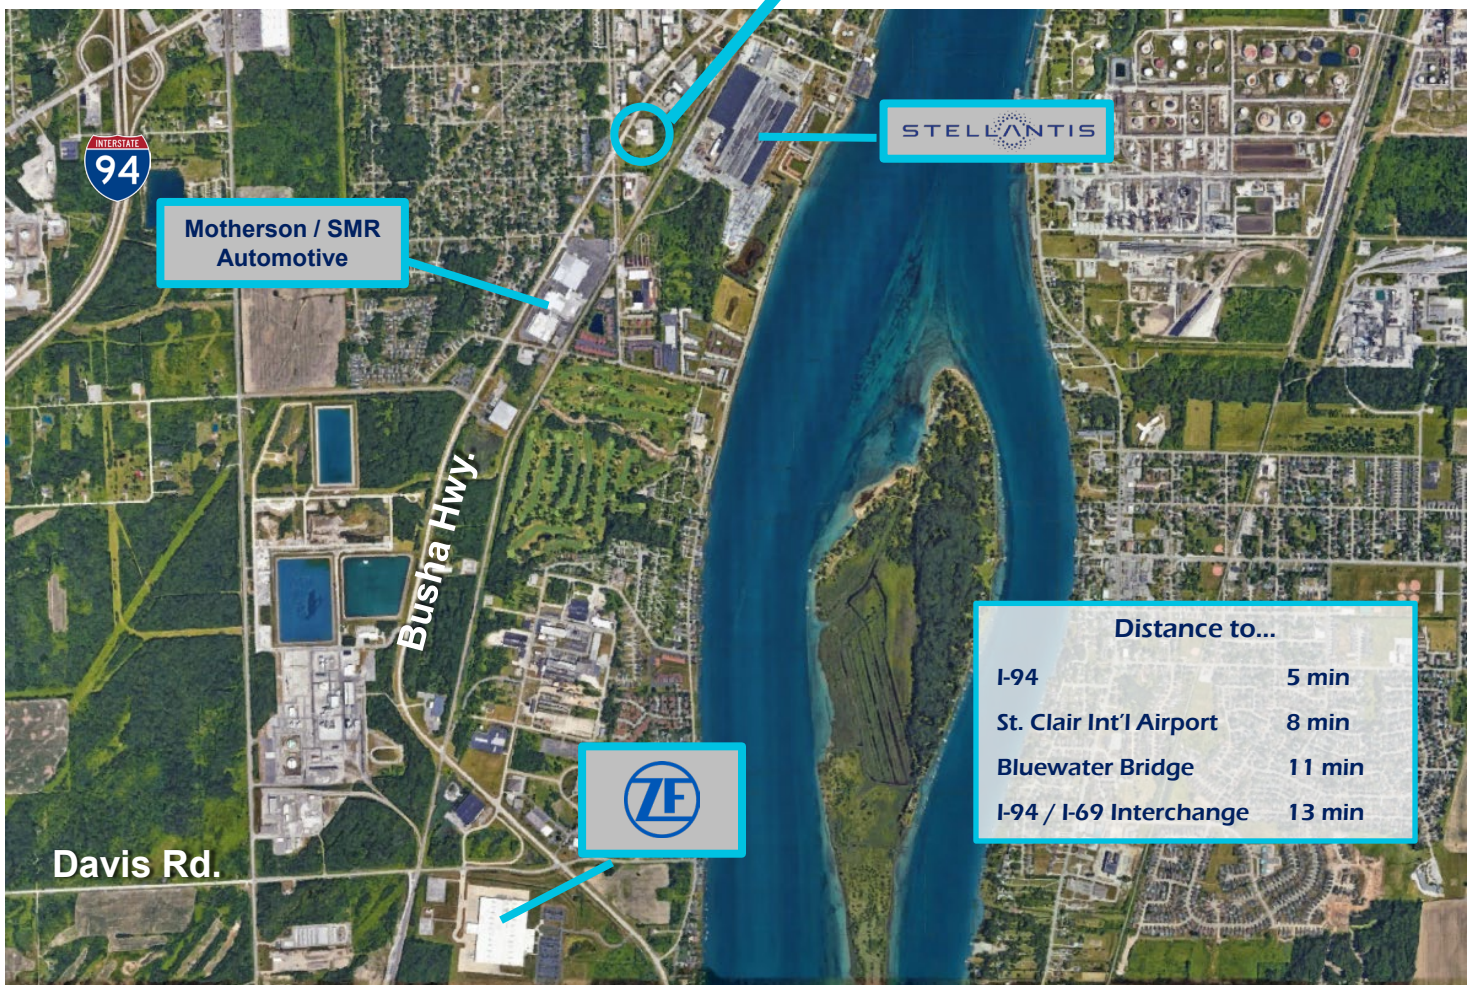 STELLANTIS
INTERSTATE
94
Motherson / SMR
Automotive
Busha Hwy.
Distance to...
I-94 5 min
St. Clair Int'l Airport 8 min
Bluewater Bridge 11 min
I-94 / I-69 Interchange 13 min
ZF
Davis Rd.